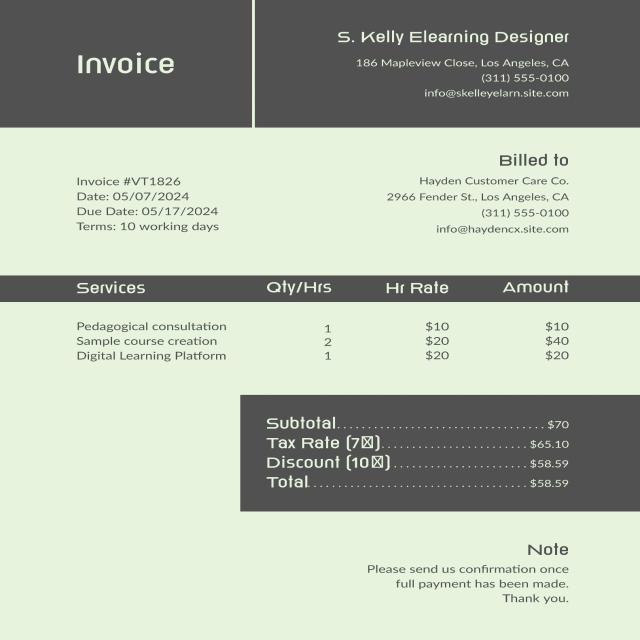 Invoice
S. Kelly Elearning Designer
186 Mapleview Close, Los Angeles, CA
(311) 555-0100
info@skelleyelarn.site.com
Billed to
Invoice #VT1826
Date: 05/07/2024
Due Date: 05/17/2024
Terms: 10 working days
Hayden Customer Care Co.
2966 Fender St., Los Angeles, CA
(311) 555-0100
info@haydencx.site.com
Services Qty/Hrs Hr Rate Amount
Pedagogical consultation 1 $10 $10
Sample course creation 2 $20 $40
Digital Learning Platform 1 $20 $20
Subtotal $70
Tax Rate (7☒) $65.10
Discount (10☒) $58.59
Total $58.59
Note
Please send us confirmation once
full payment has been made.
Thank you.